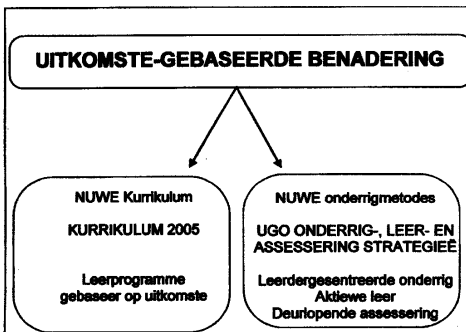 UITKOMSTE-GEBASEERDE BENADERING
NUWE Kurrikulum
KURRIKULUM 2005
Leerprogramme
gebaseer op uitkomste
NUWE onderrigmetodes
UGO ONDERRIG-, LEER- EN
ASSESSERING STRATEGIEË
Leerdergesentreerde onderrig
Aktiewe leer
Deurlopende assessering